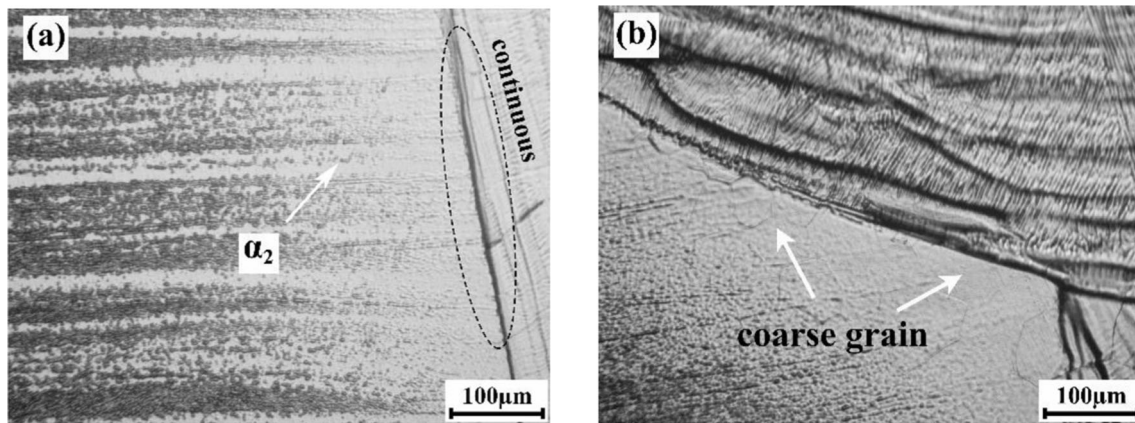 (a)
continuous
α₂
100μm
(b)
coarse grain
100μm